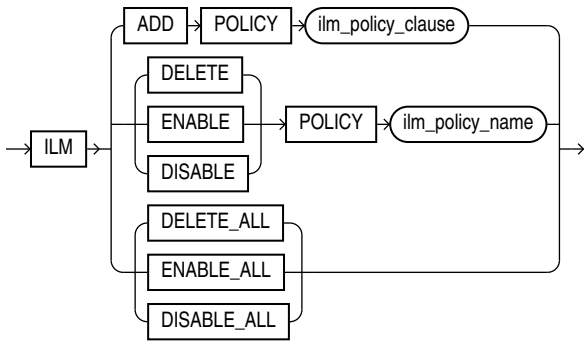 ADD POLICY ilm_policy_clause
DELETE
ENABLE POLICY ilm_policy_name
ILM
DISABLE
DELETE_ALL
ENABLE_ALL
DISABLE_ALL